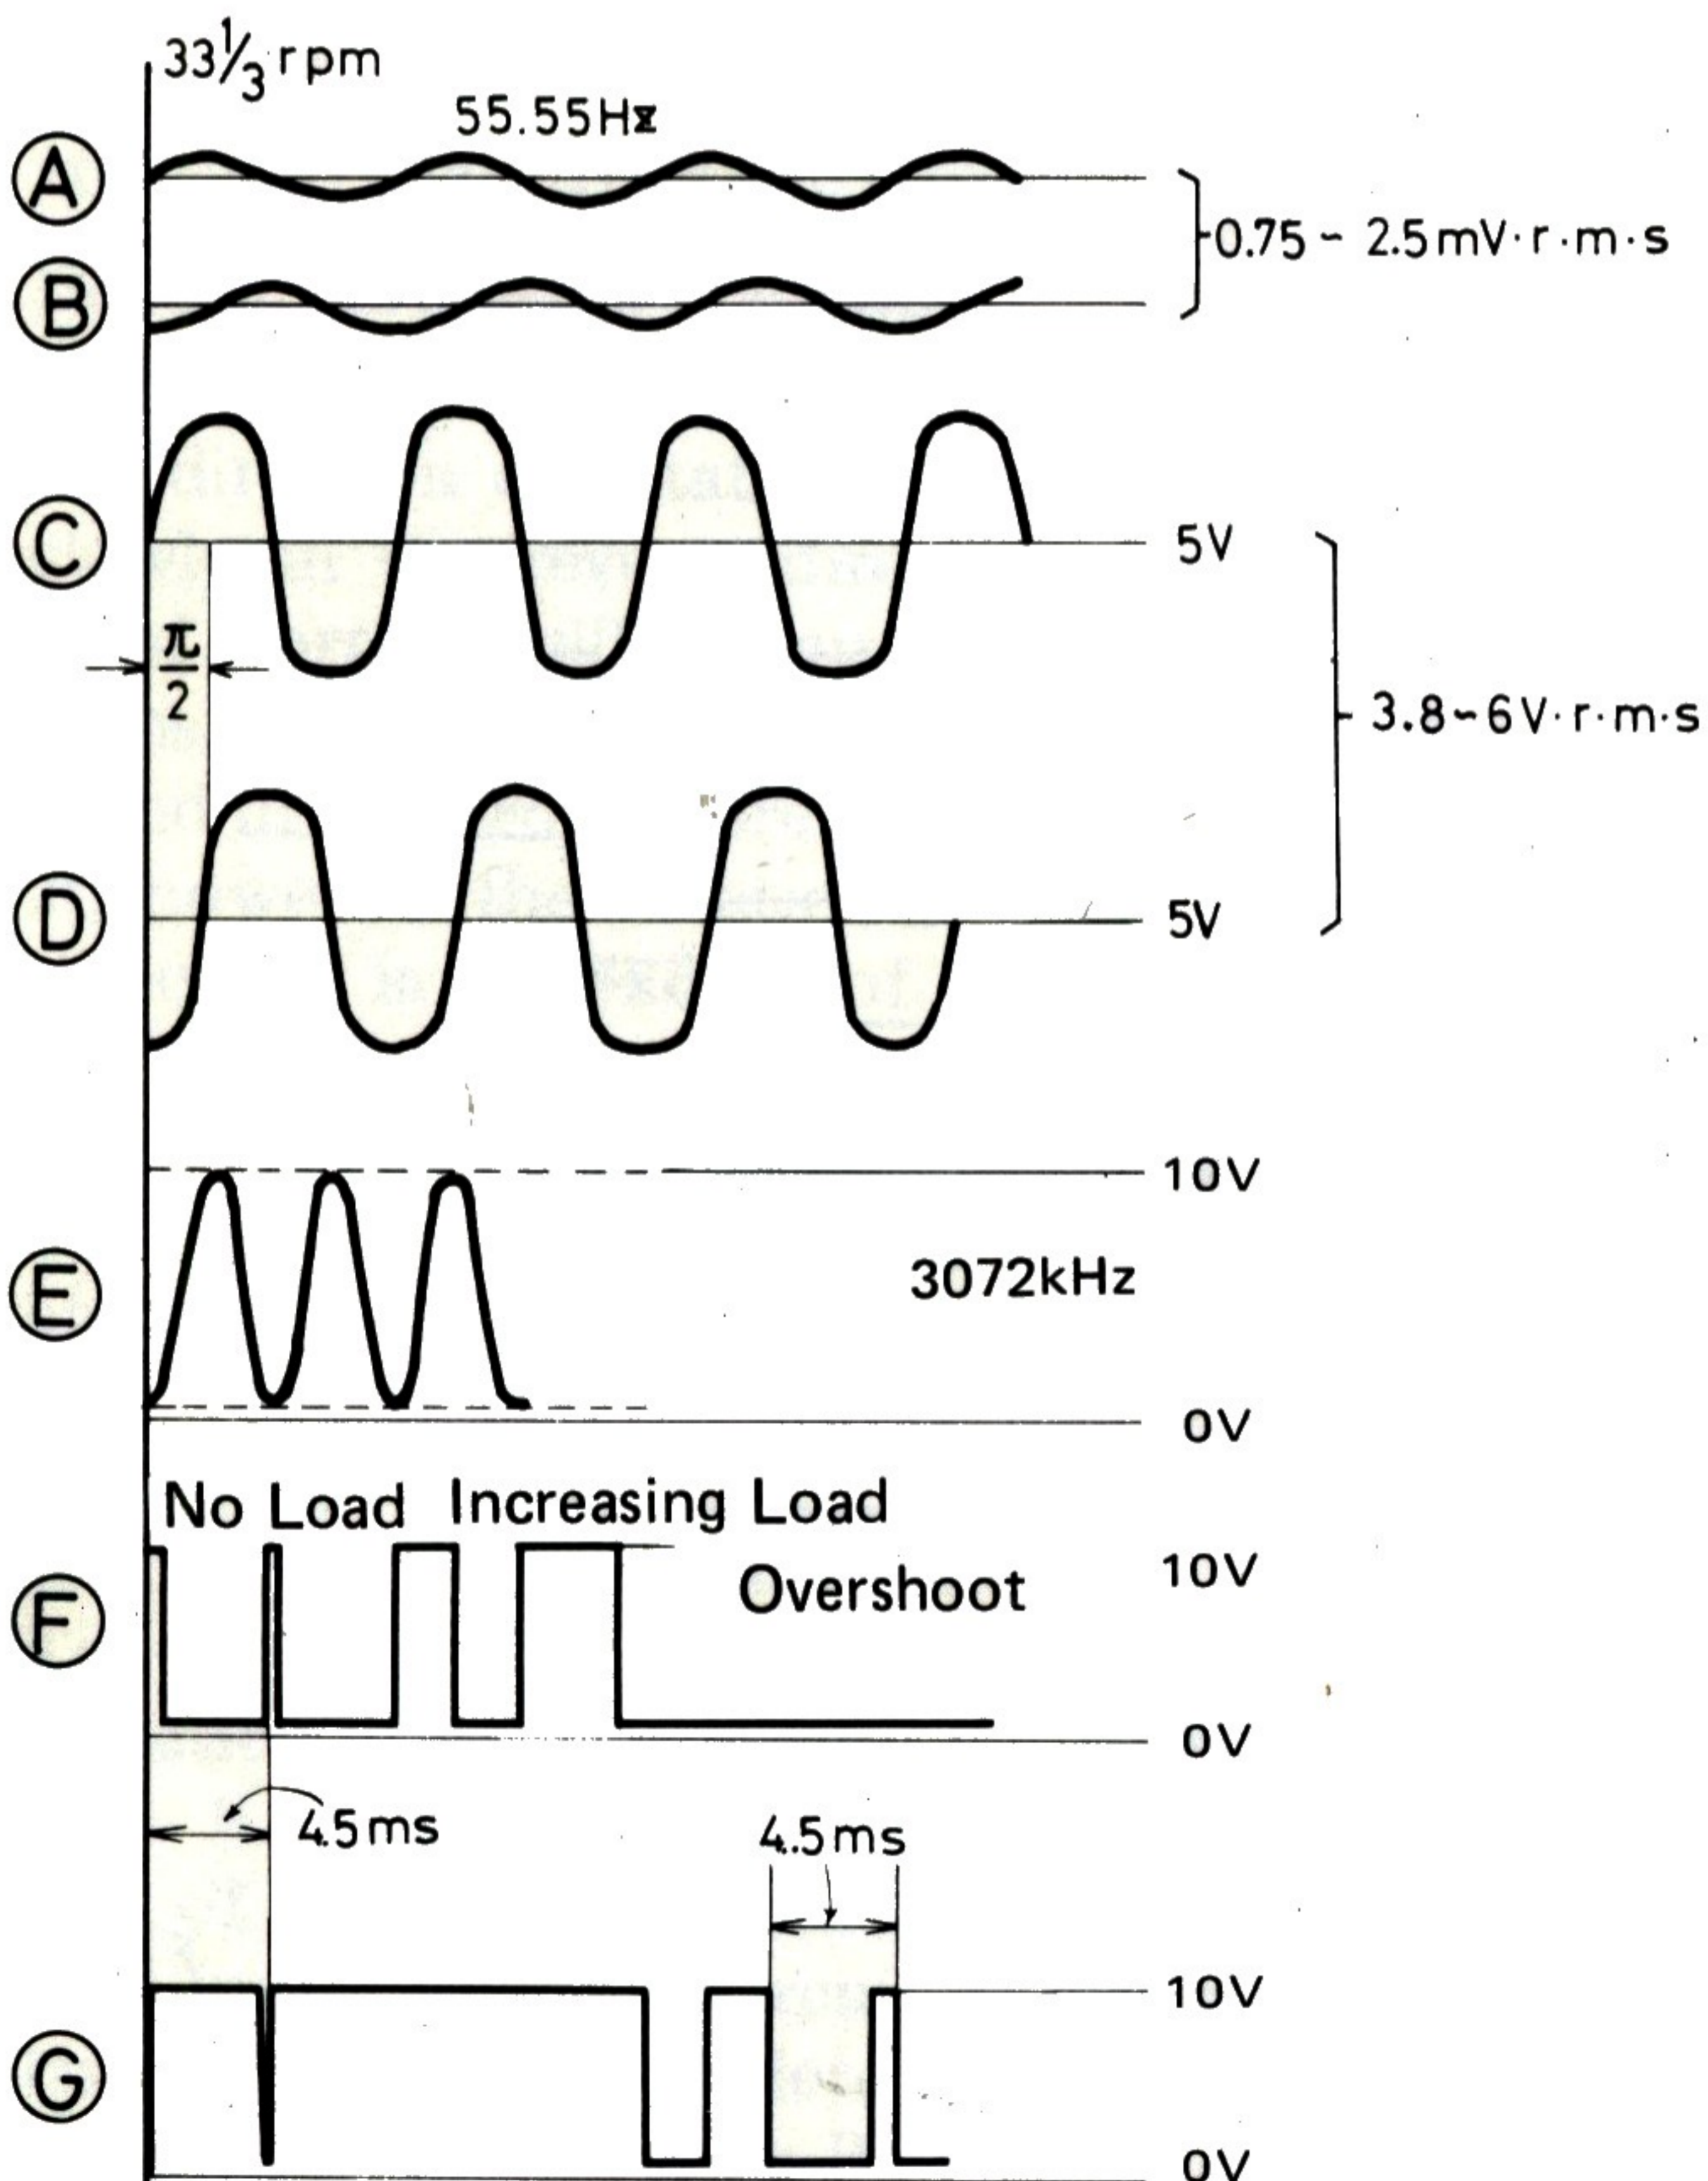 33⅓ rpm
55.55Hz
A
0.75~2.5mV·r·m·s
B
C
5V
π/2
3.8~6V·r·m·s
D
5V
10V
E
3072kHz
0V
No Load Increasing Load
F
Overshoot
10V
0V
4.5ms
4.5ms
10V
G
0V